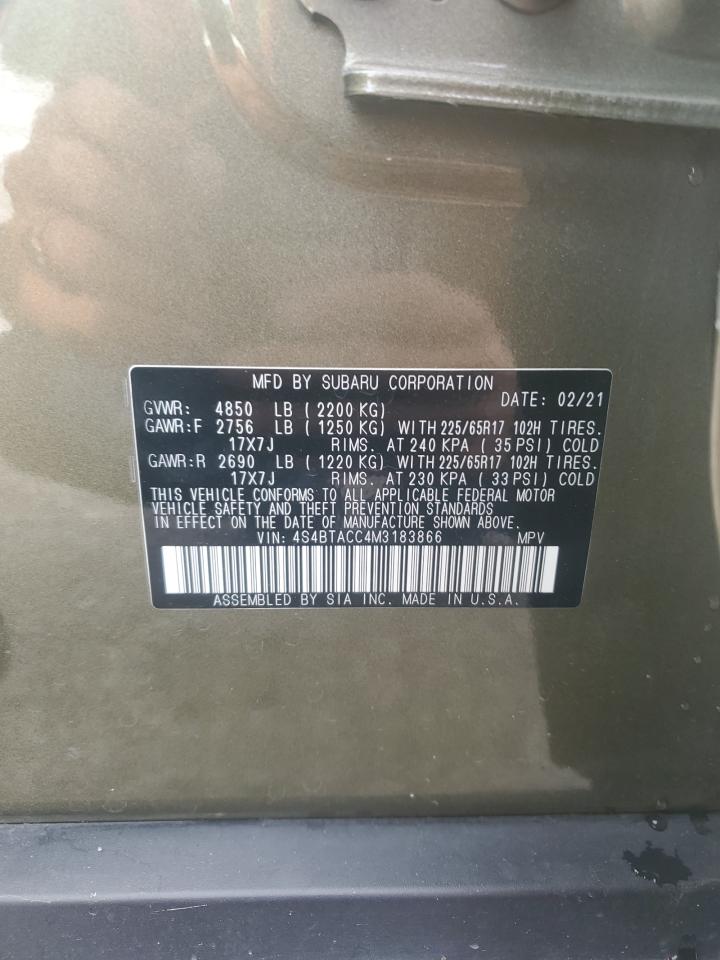 MFD BY SUBARU CORPORATION
DATE: 02/21
GVWR: 4850 LB (2200 KG)
GAWR:F 2756 LB (1250 KG) WITH 225/65R17 102H TIRES.
17X7J RIMS. AT 240 KPA (35 PSI) COLD
GAWR:R 2690 LB (1220 KG) WITH 225/65R17 102H TIRES.
17X7J RIMS. AT 230 KPA (33 PSI) COLD
THIS VEHICLE CONFORMS TO ALL APPLICABLE FEDERAL MOTOR
VEHICLE SAFETY AND THEFT PREVENTION STANDARDS
IN EFFECT ON THE DATE OF MANUFACTURE SHOWN ABOVE.
VIN: 4S4BTACC4M3183866 MPV
ASSEMBLED BY SIA INC. MADE IN U.S.A.